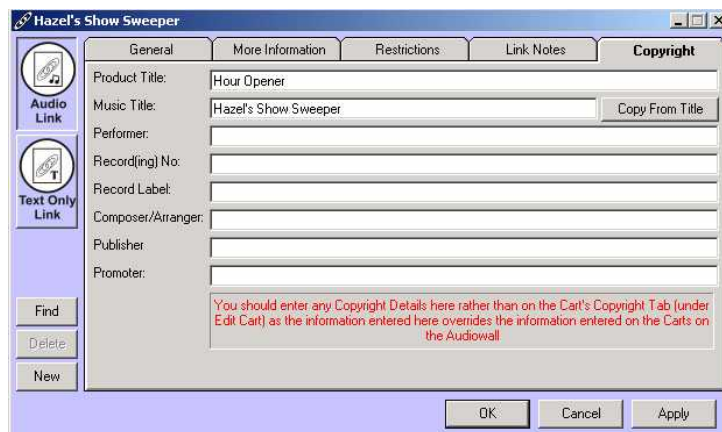 Hazel's Show Sweeper
General
More Information
Restrictions
Link Notes
Copyright
Audio
Link
Text Only
Link
Product Title:
Hour Opener
Music Title:
Hazel's Show Sweeper
Copy From Title
Performer:
Record(ing) No:
Record Label:
Composer/Arranger:
Publisher
Promoter:
You should enter any Copyright Details here rather than on the Cart's Copyright Tab (under
Edit Cart) as the information entered here overrides the information entered on the Carts on
the Audiowall
Find
Delete
New
OK
Cancel
Apply